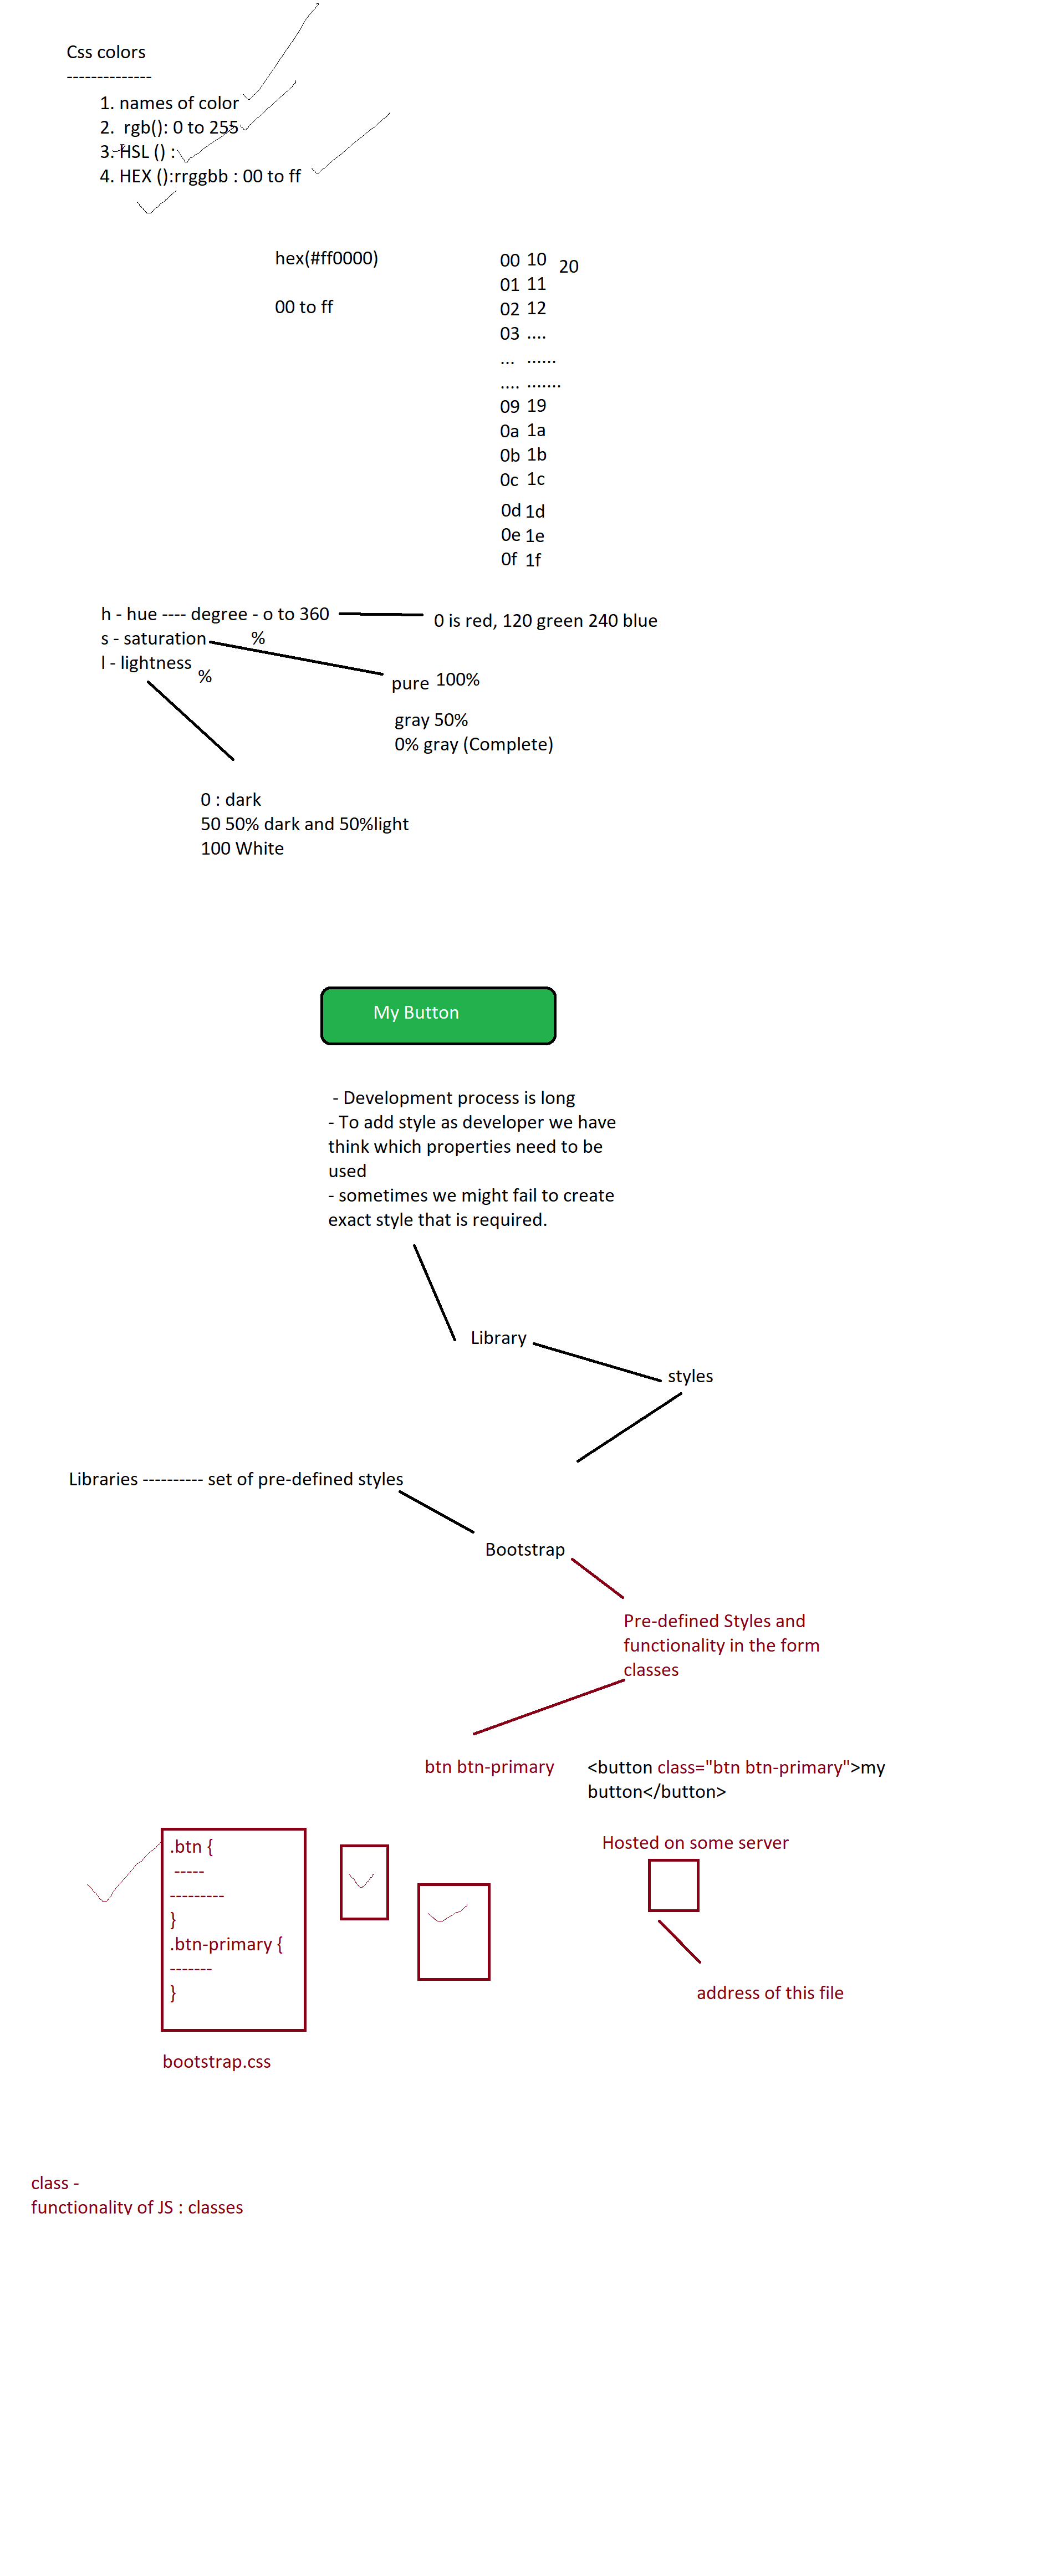 Css colors
--------------
1. names of color
2. rgb(): 0 to 255
3. HSL () :
4. HEX ():rrggbb : 00 to ff
hex(#ff0000)
00 to ff
00 10 20
01 11
02 12
03 ....
... ......
.... .......
09 19
0a 1a
0b 1b
0c 1c
0d 1d
0e 1e
0f 1f
h - hue ---- degree - o to 360
0 is red, 120 green 240 blue
s - saturation %
l - lightness %
pure 100%
gray 50%
0% gray (Complete)
0 : dark
50 50% dark and 50%light
100 White
My Button
- Development process is long
- To add style as developer we have
think which properties need to be
used
- sometimes we might fail to create
exact style that is required.
Library
styles
Libraries ---------- set of pre-defined styles
Bootstrap
Pre-defined Styles and
functionality in the form
classes
btn btn-primary
<button class="btn btn-primary">my
button</button>
Hosted on some server
.btn {
-----
---------
}
.btn-primary {
-------
}
address of this file
bootstrap.css
class -
functionality of JS : classes